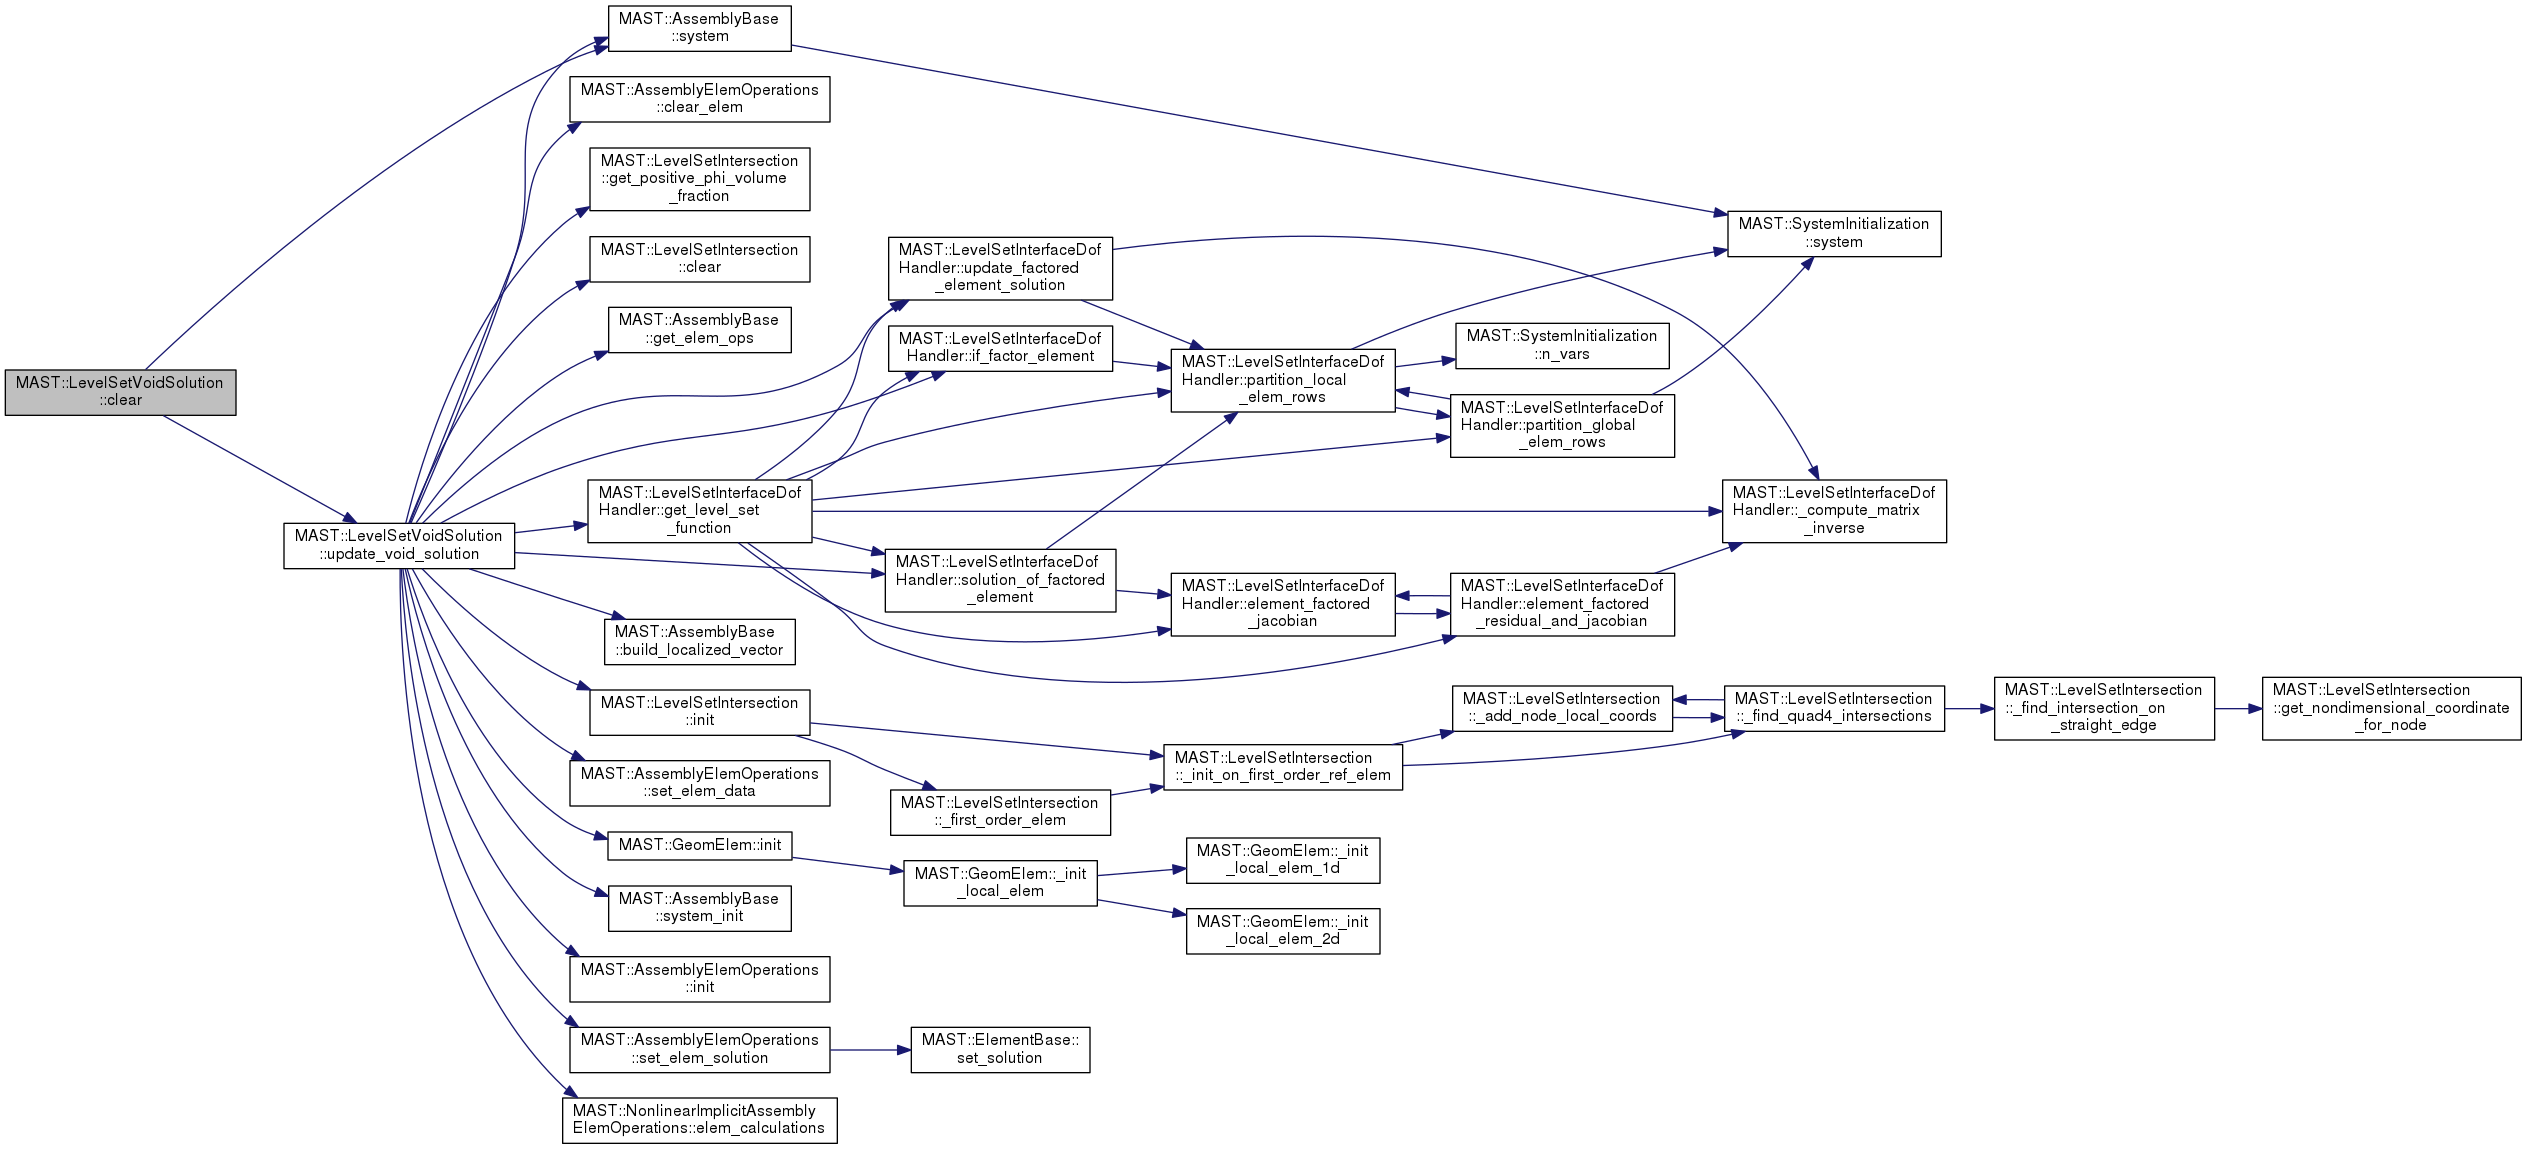 MAST::LevelSetVoidSolution
::clear
MAST::LevelSetVoidSolution
::update_void_solution
MAST::AssemblyBase
::system
MAST::AssemblyElemOperations
::clear_elem
MAST::LevelSetIntersection
::get_positive_phi_volume
_fraction
MAST::LevelSetIntersection
::clear
MAST::AssemblyBase
::get_elem_ops
MAST::LevelSetInterfaceDof
Handler::get_level_set
_function
MAST::AssemblyBase
::build_localized_vector
MAST::LevelSetIntersection
::init
MAST::AssemblyElemOperations
::set_elem_data
MAST::GeomElem::init
MAST::AssemblyBase
::system_init
MAST::AssemblyElemOperations
::init
MAST::AssemblyElemOperations
::set_elem_solution
MAST::NonlinearImplicitAssembly
ElemOperations::elem_calculations
MAST::LevelSetInterfaceDof
Handler::update_factored
_element_solution
MAST::LevelSetInterfaceDof
Handler::if_factor_element
MAST::LevelSetInterfaceDof
Handler::solution_of_factored
_element
MAST::LevelSetIntersection
::_first_order_elem
MAST::GeomElem::_init
_local_elem
MAST::ElementBase::
set_solution
MAST::LevelSetInterfaceDof
Handler::partition_local
_elem_rows
MAST::LevelSetInterfaceDof
Handler::element_factored
_jacobian
MAST::LevelSetIntersection
::_init_on_first_order_ref_elem
MAST::GeomElem::_init
_local_elem_1d
MAST::GeomElem::_init
_local_elem_2d
MAST::SystemInitialization
::n_vars
MAST::LevelSetInterfaceDof
Handler::partition_global
_elem_rows
MAST::LevelSetInterfaceDof
Handler::element_factored
_residual_and_jacobian
MAST::LevelSetIntersection
::_add_node_local_coords
MAST::SystemInitialization
::system
MAST::LevelSetInterfaceDof
Handler::_compute_matrix
_inverse
MAST::LevelSetIntersection
::_find_quad4_intersections
MAST::LevelSetIntersection
::_find_intersection_on
_straight_edge
MAST::LevelSetIntersection
::get_nondimensional_coordinate
_for_node